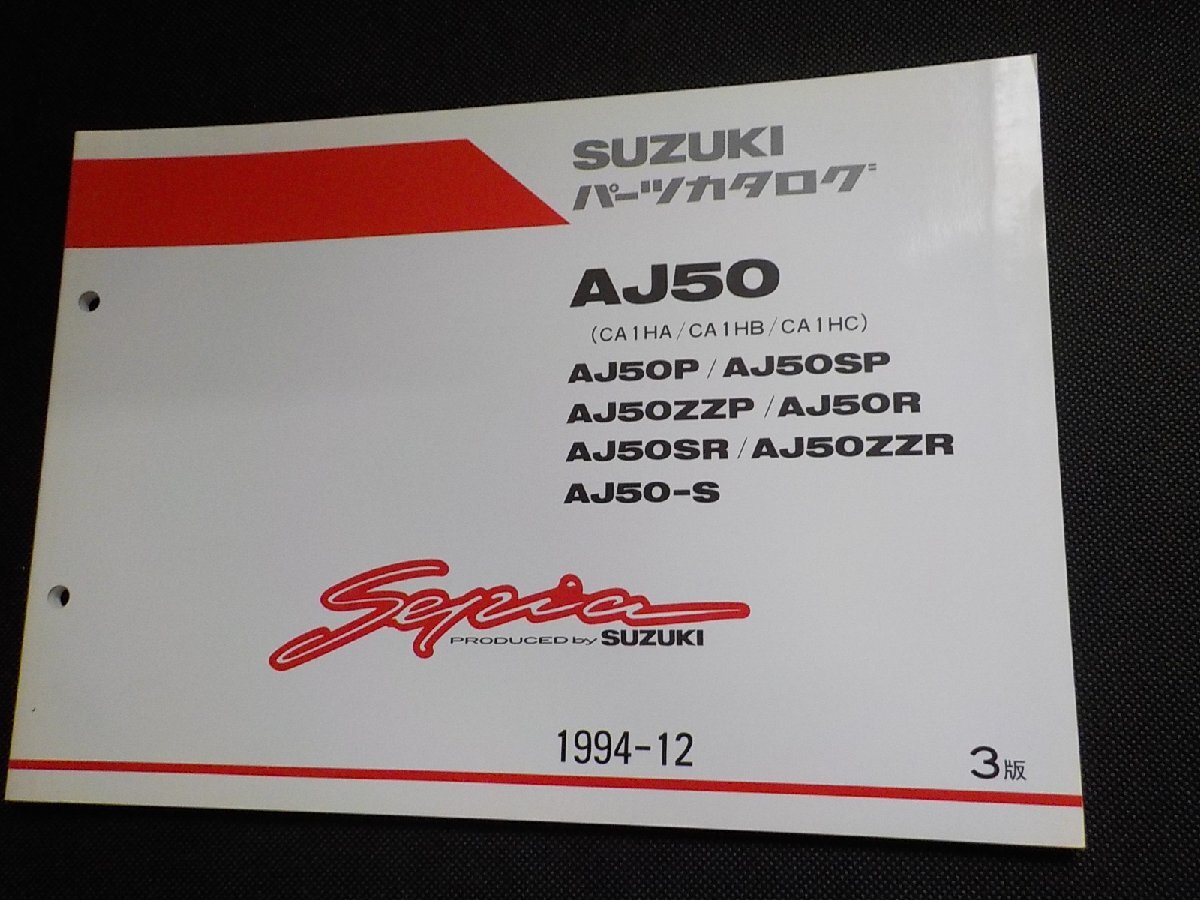 SUZUKI
パーツカタログ
AJ50
(CA1HA/CA1HB/CA1HC)
AJ50P/AJ50SP
AJ50ZZP/AJ50R
AJ50SR/AJ50ZZR
AJ50-S
Sepia
PRODUCED by SUZUKI
1994-12
3版